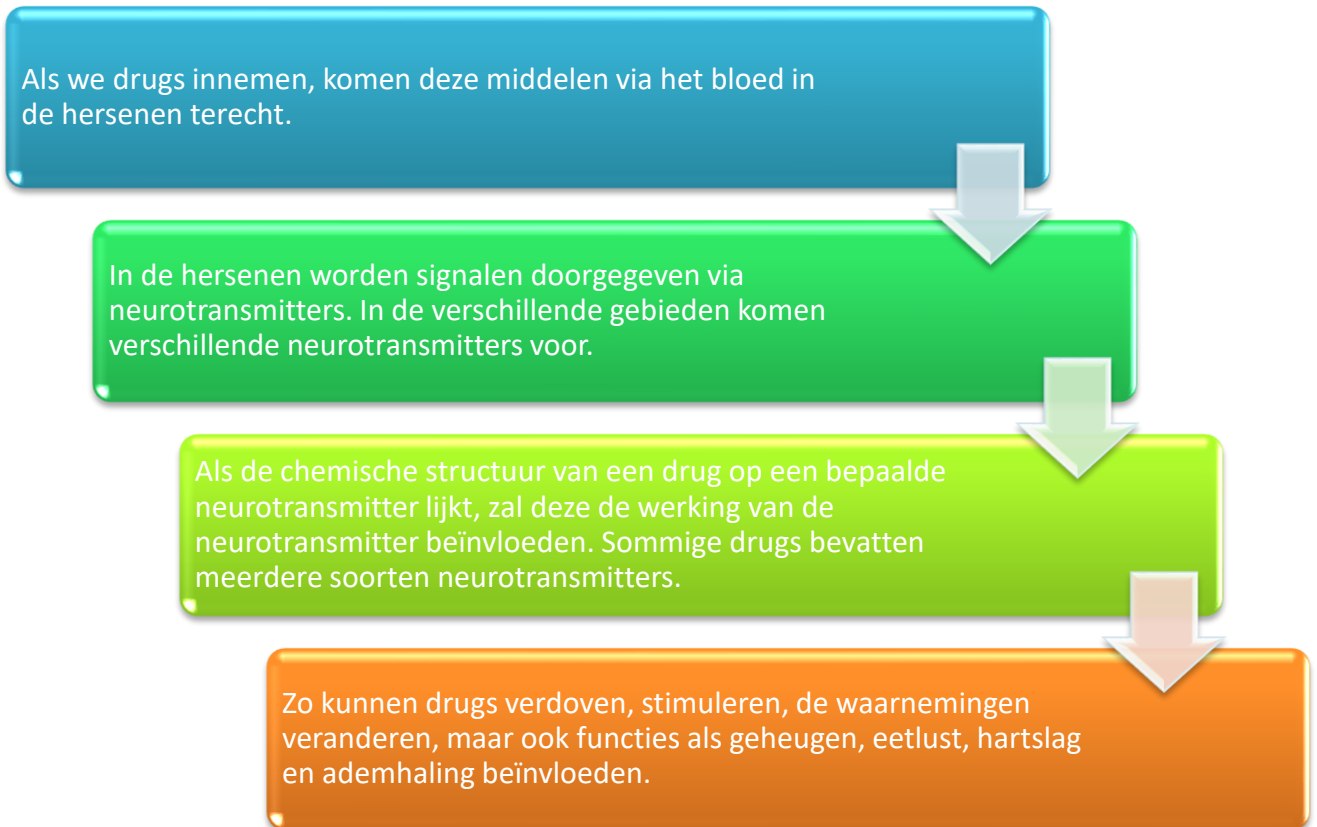 Als we drugs innemen, komen deze middelen via het bloed in
de hersenen terecht.
In de hersenen worden signalen doorgegeven via
neurotransmitters. In de verschillende gebieden komen
verschillende neurotransmitters voor.
Als de chemische structuur van een drug op een bepaalde
neurotransmitter lijkt, zal deze de werking van de
neurotransmitter beïnvloeden. Sommige drugs bevatten
meerdere soorten neurotransmitters.
Zo kunnen drugs verdoven, stimuleren, de waarnemingen
veranderen, maar ook functies als geheugen, eetlust, hartslag
en ademhaling beïnvloeden.